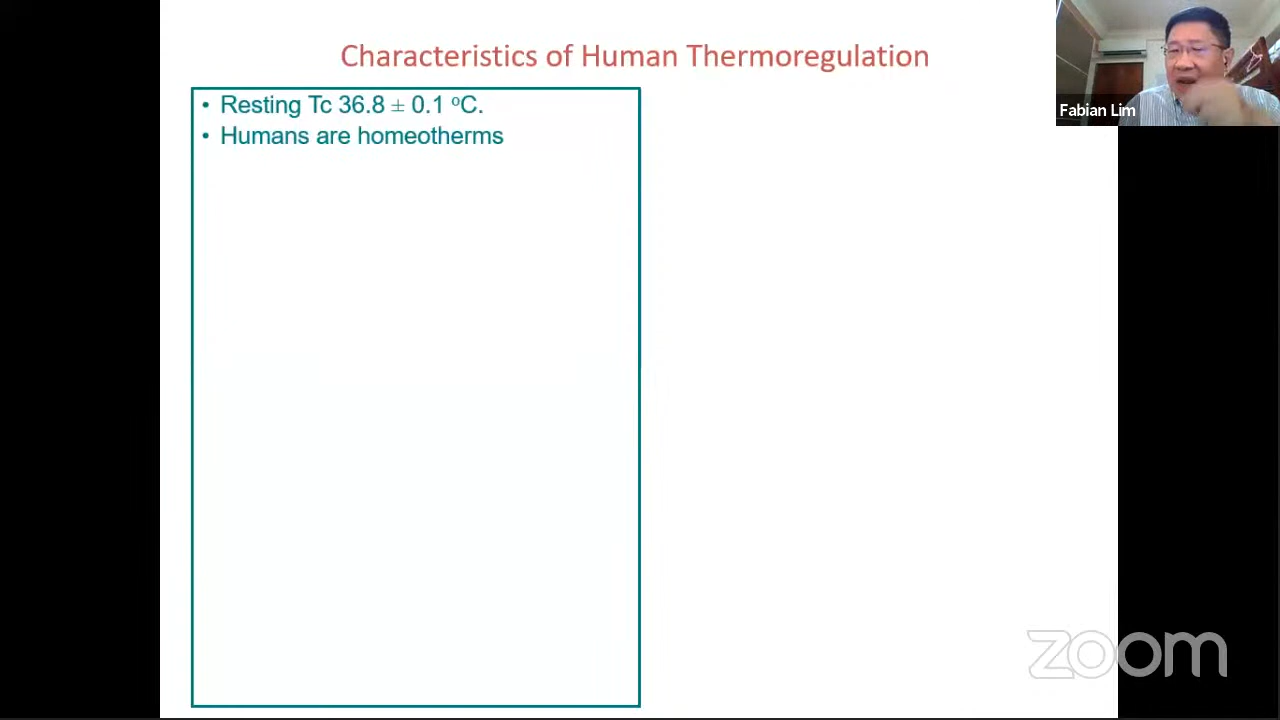 Characteristics of Human Thermoregulation
• Resting Tc 36.8 ± 0.1 ºC.
• Humans are homeotherms
Fabian Lim
zoom